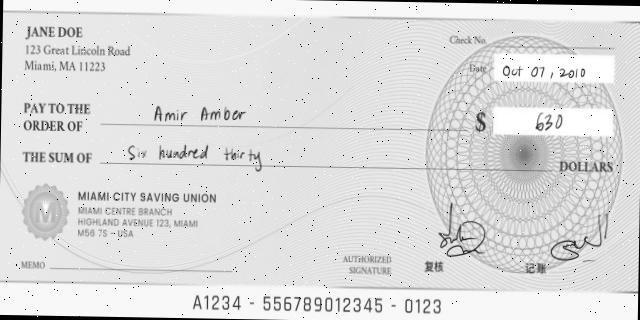 JANE DOE
123 Great Lincoln Road
Miami, MA 11223
Check No.
Date Oct 07, 2010
PAY TO THE
ORDER OF Amir Amber
$ 630
THE SUM OF Six hundred thirty DOLLARS
M
MIAMI-CITY SAVING UNION
MIAMI CENTRE BRANCH
HIGHLAND AVENUE 123, MIAMI
M56 7S - USA
MEMO
AUTHORIZED
SIGNATURE
复核 记账
A1234 - 556789012345 - 0123